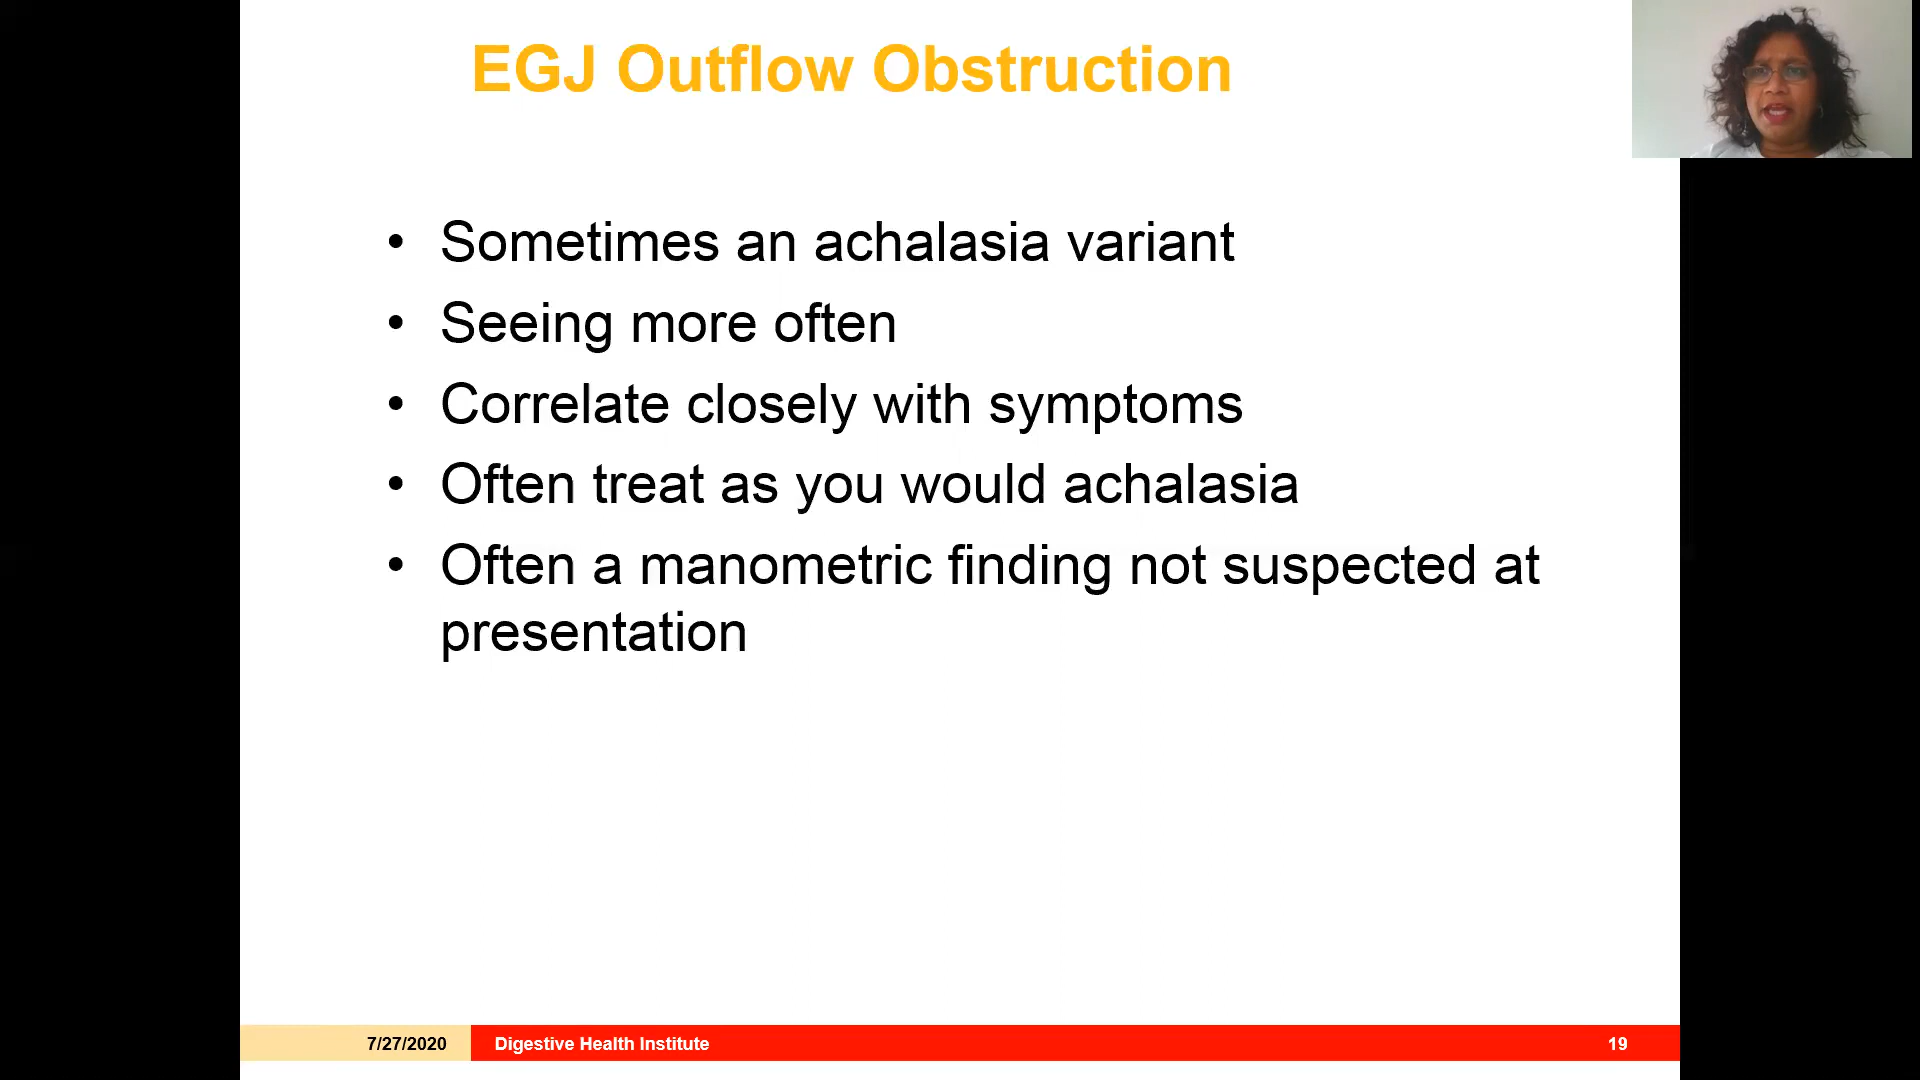 EGJ Outflow Obstruction
• Sometimes an achalasia variant
• Seeing more often
• Correlate closely with symptoms
• Often treat as you would achalasia
• Often a manometric finding not suspected at
presentation
7/27/2020 Digestive Health Institute 19